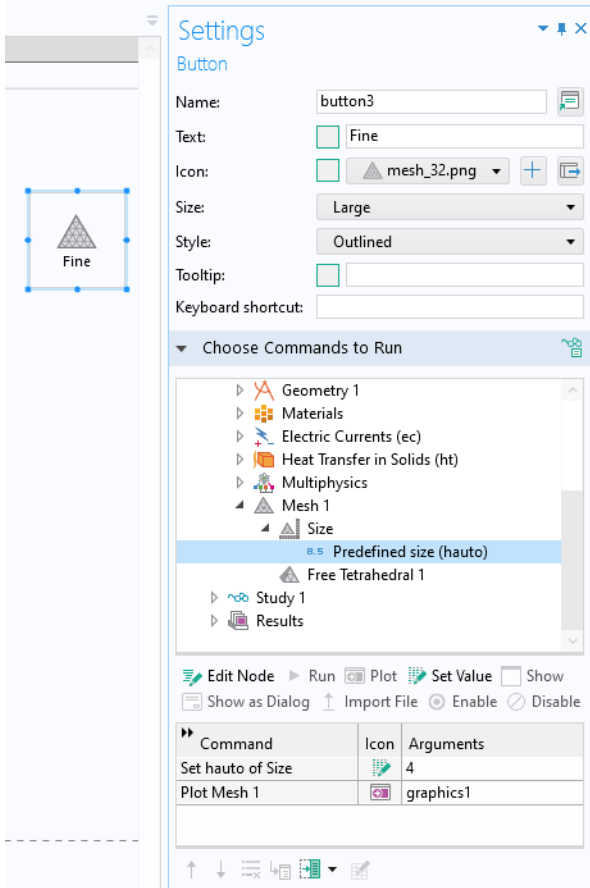 Settings
Button
Name: button3
Text: Fine
Icon: mesh_32.png
Size: Large
Style: Outlined
Tooltip:
Keyboard shortcut:
Fine
Choose Commands to Run
Geometry 1
Materials
Electric Currents (ec)
Heat Transfer in Solids (ht)
Multiphysics
Mesh 1
Size
8.5 Predefined size (hauto)
Free Tetrahedral 1
Study 1
Results
Edit Node Run Plot Set Value Show
Show as Dialog Import File Enable Disable
Command Icon Arguments
Set hauto of Size 4
Plot Mesh 1 graphics1